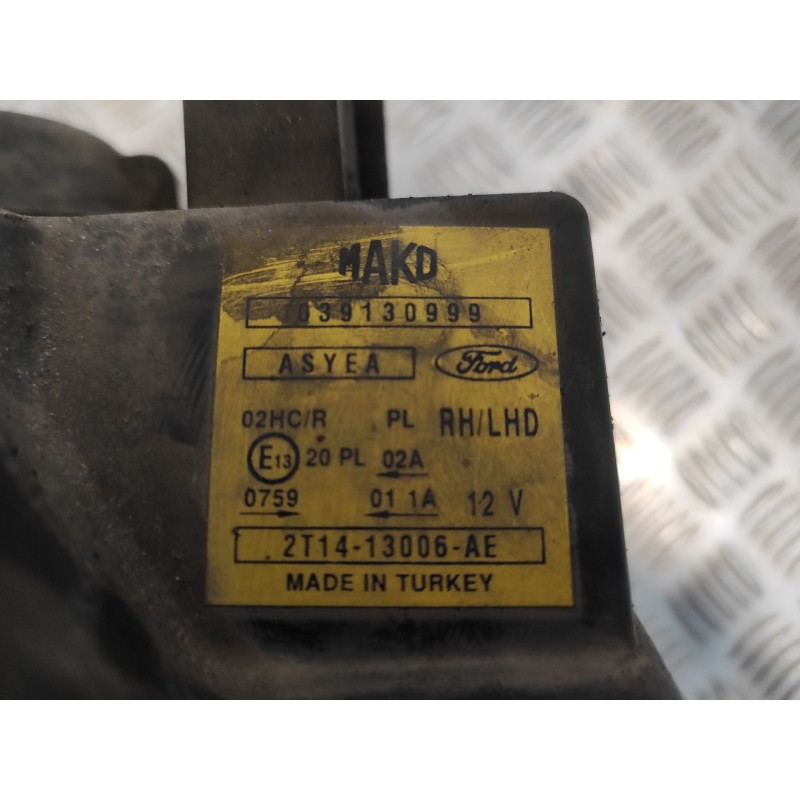 MAKO
039130999
ASYEA Ford
02HC/R PL RH/LHD
E13 20 PL 02A
0759 01 1A 12 V
2T14-13006-AE
MADE IN TURKEY